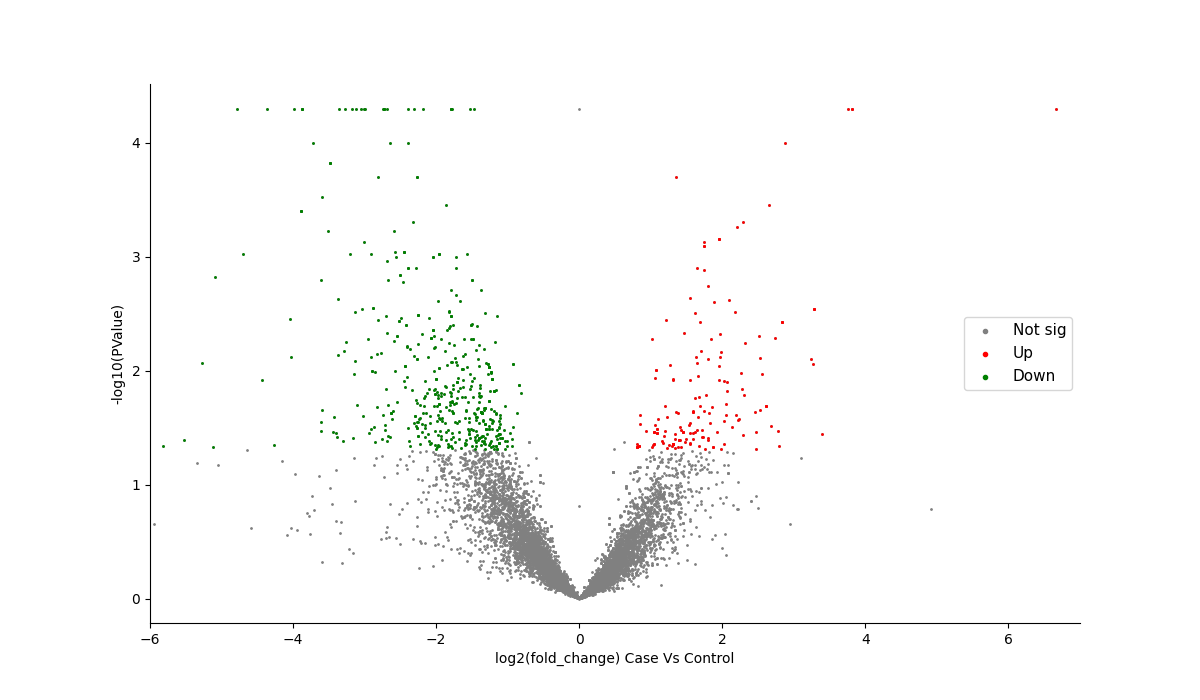 4
3
2
1
0
-log10(PValue)
Not sig
Up
Down
−6
−4
−2
0
2
4
6
log2(fold_change) Case Vs Control